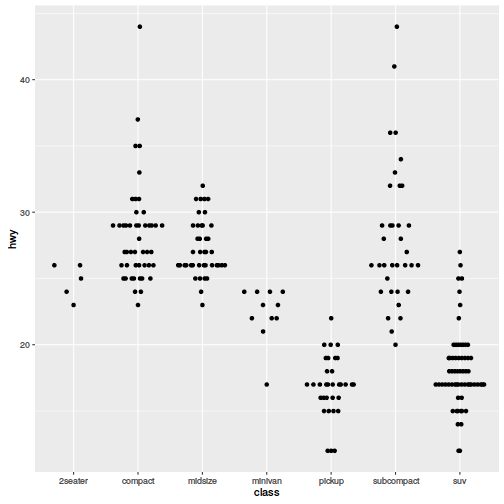 40
30
20
hwy
2seater compact midsize minivan pickup subcompact suv
class